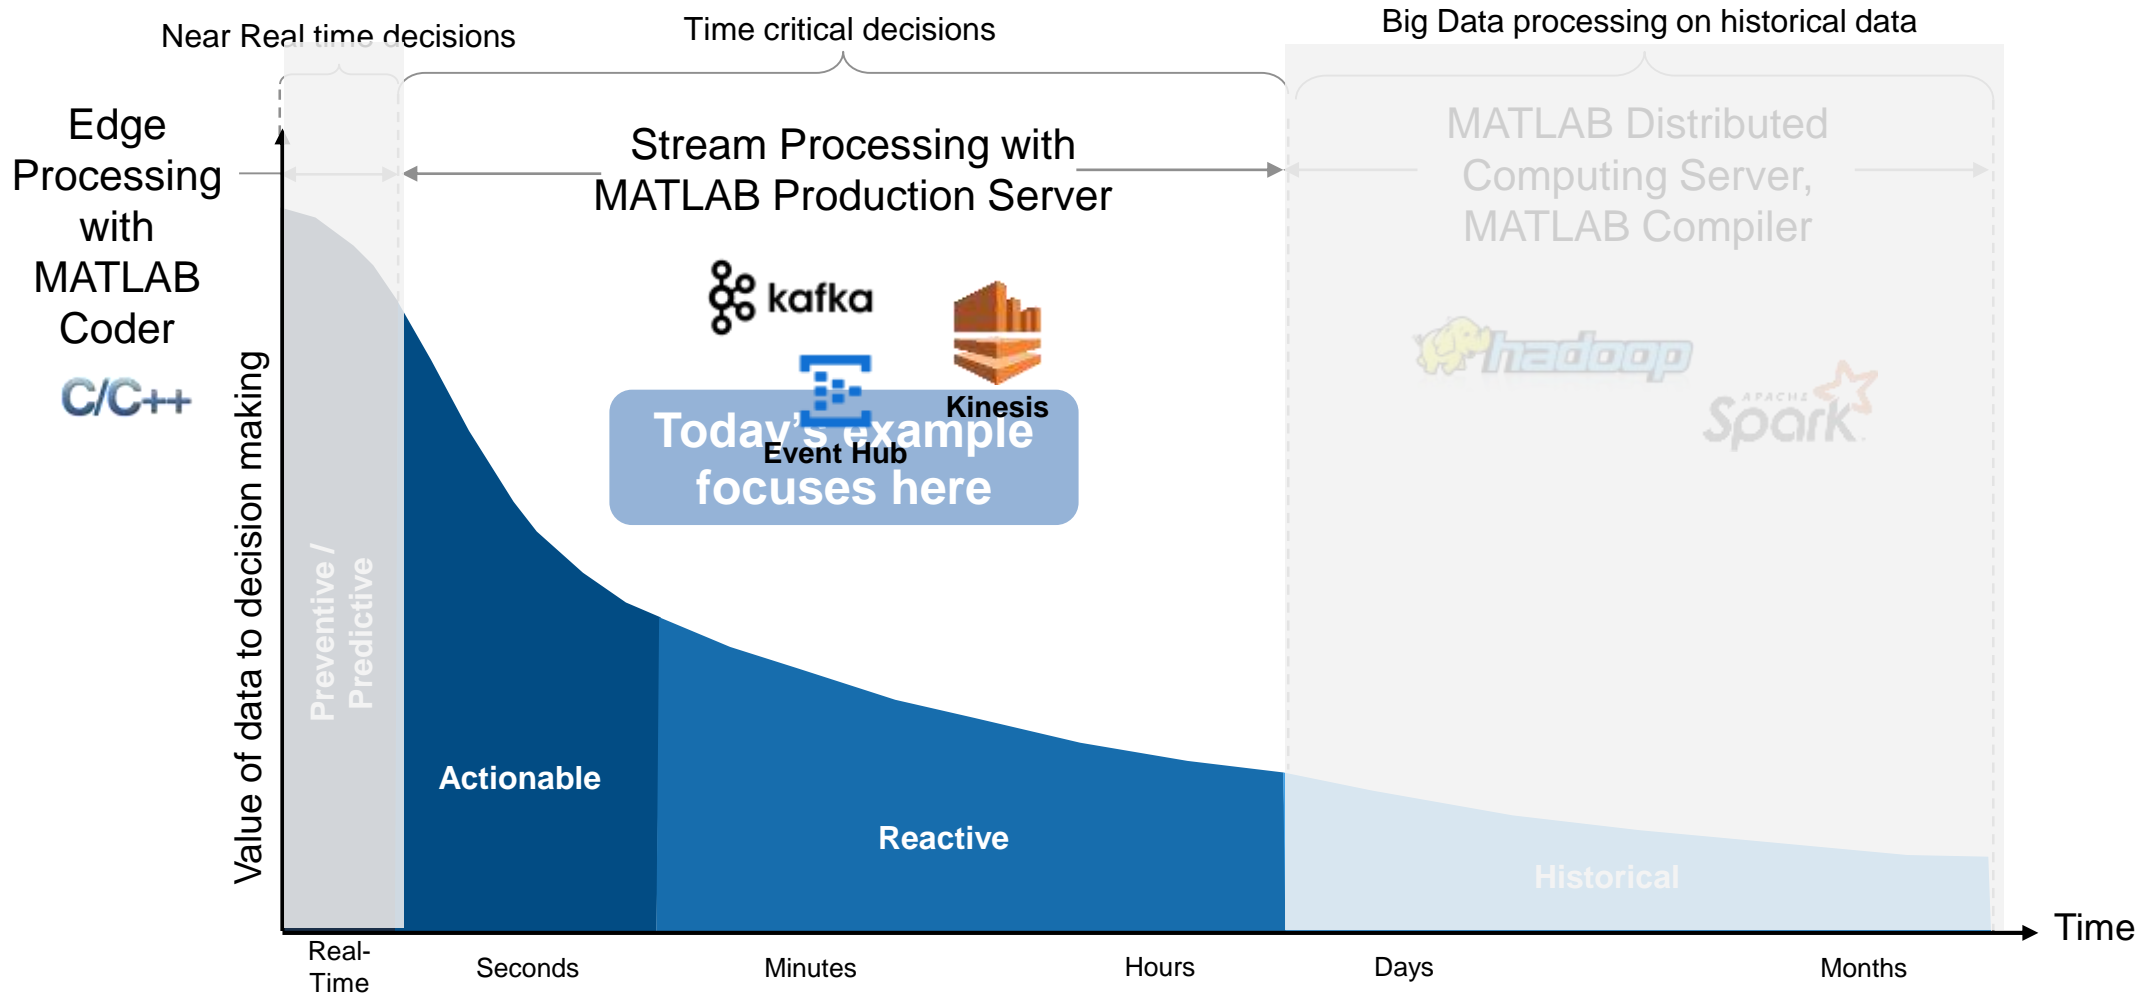 Near Real time decisions
Time critical decisions
Big Data processing on historical data
Edge
Processing
with
MATLAB
Coder
C/C++
Stream Processing with
MATLAB Production Server
MATLAB Distributed
Computing Server,
MATLAB Compiler
kafka
Kinesis
Event Hub
Today's example
focuses here
hadoop
APACHE
Spark
Value of data to decision making
Preventive /
Predictive
Actionable
Reactive
Historical
Time
Real-
Time
Seconds
Minutes
Hours
Days
Months